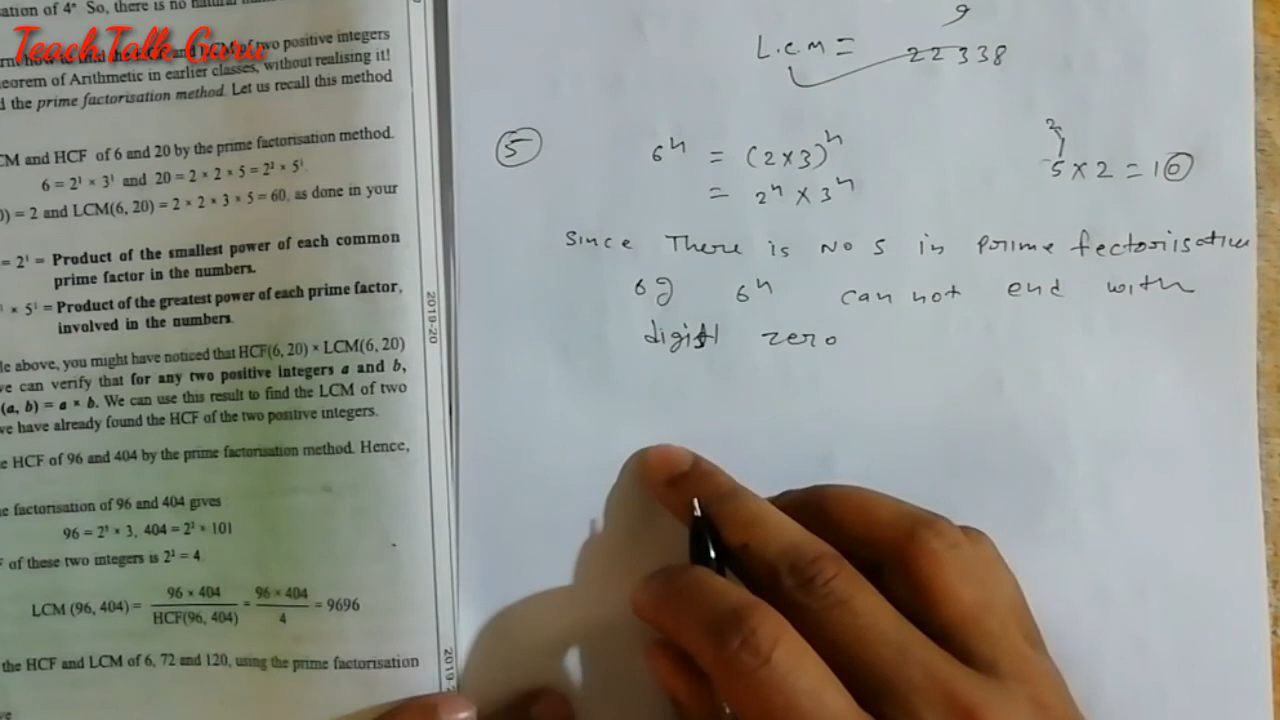 ation of 4ⁿ So, there is no natural
TeachTalk Guru
and LCM of two positive integers
eorem of Arithmetic in earlier classes, without realising it!
d the prime factorisation method. Let us recall this method
CM and HCF of 6 and 20 by the prime factorisation method.
6 = 2¹ × 3¹ and 20 = 2 × 2 × 5 = 2² × 5¹.
0) = 2 and LCM(6, 20) = 2 × 2 × 3 × 5 = 60, as done in your
= 2¹ = Product of the smallest power of each common
prime factor in the numbers.
× 5¹ = Product of the greatest power of each prime factor,
involved in the numbers.
le above, you might have noticed that HCF(6, 20) × LCM(6, 20)
we can verify that for any two positive integers a and b,
(a, b) = a × b. We can use this result to find the LCM of two
we have already found the HCF of the two positive integers.
e HCF of 96 and 404 by the prime factorisation method. Hence,
e factorisation of 96 and 404 gives
96 = 2⁵ × 3, 404 = 2² × 101
F of these two integers is 2² = 4.
LCM (96, 404) = 96 × 404 / HCF(96, 404) = 96 × 404 / 4 = 9696
the HCF and LCM of 6, 72 and 120, using the prime factorisation
2019-20
2019-2
9
L.C.M = 22338
5
6ⁿ = (2×3)ⁿ
= 2ⁿ × 3ⁿ
5 × 2 = 10
Since There is NO 5 in prime fectoriisation
6ⁿ can not end with
digit zero